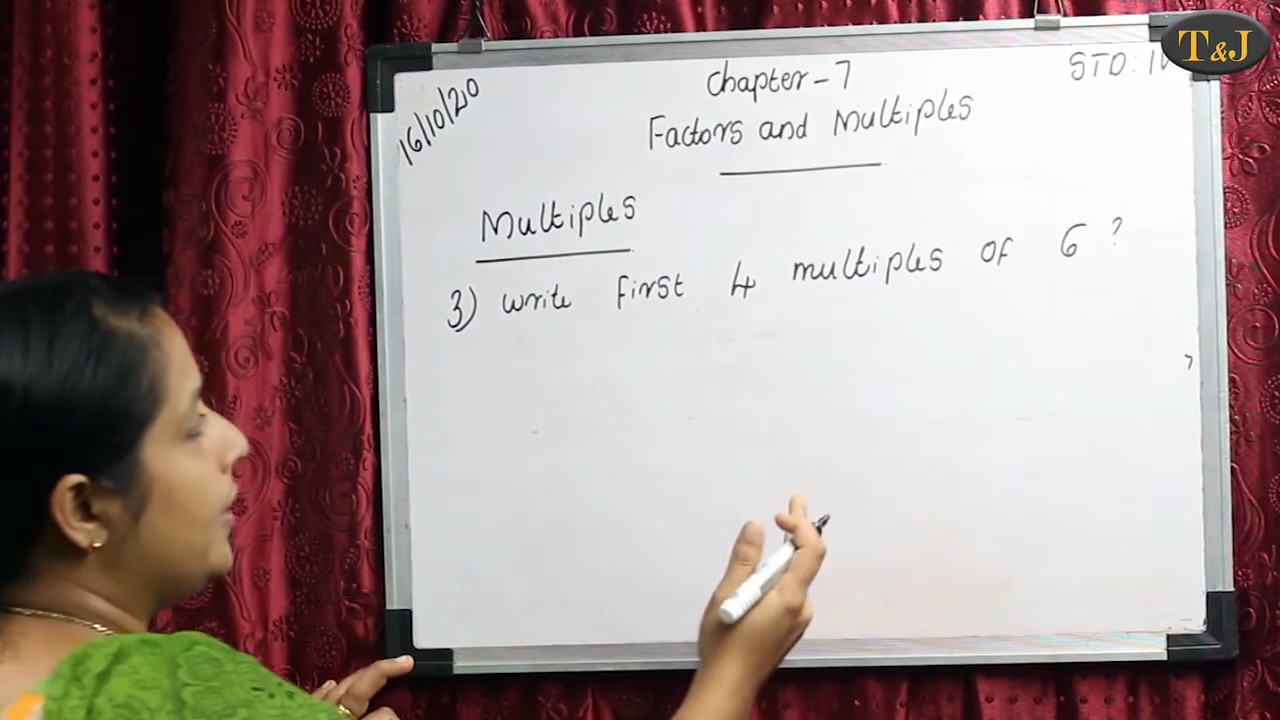 T&J
16/10/20
Chapter-7
STD: IV
Factors and Multiples
Multiples
3) write first 4 multiples of 6 ?